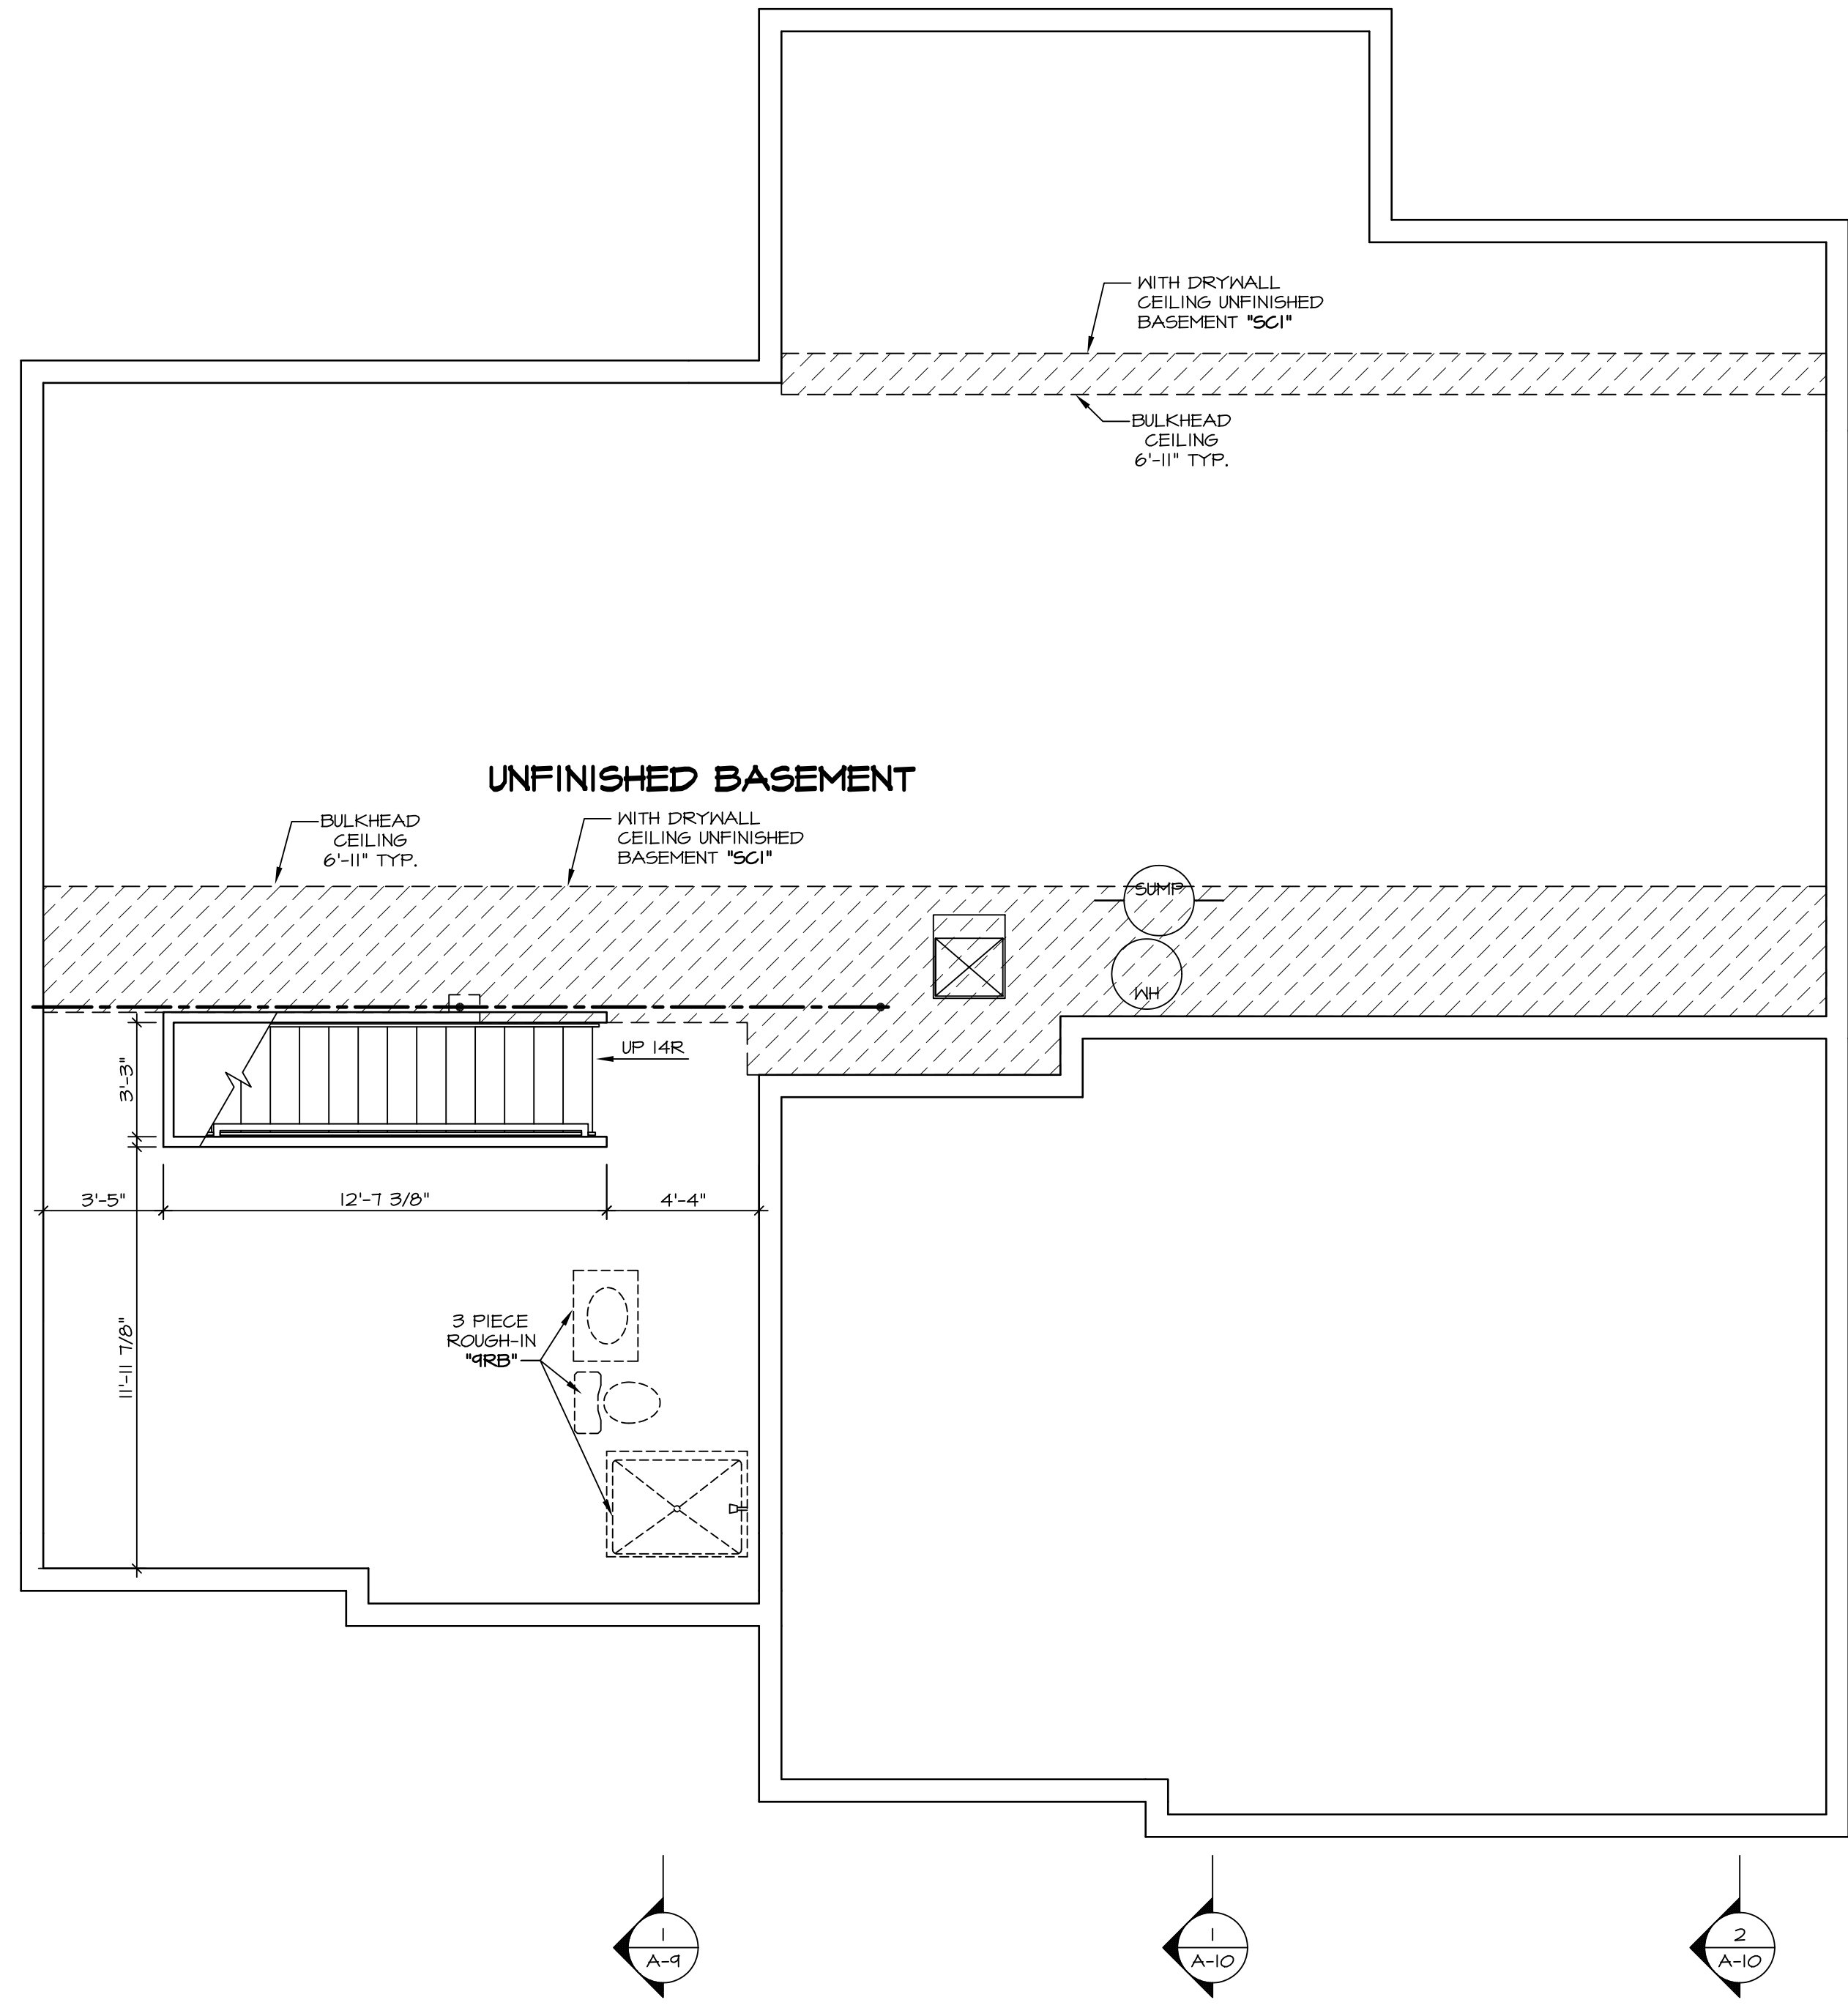 WITH DRYWALL
CEILING UNFINISHED
BASEMENT "SC1"
BULKHEAD
CEILING
6'-11" TYP.
UNFINISHED BASEMENT
BULKHEAD
CEILING
6'-11" TYP.
WITH DRYWALL
CEILING UNFINISHED
BASEMENT "SC1"
SUMP
WH
UP 14R
3'-3"
3'-5"
12'-7 3/8"
4'-4"
11'-11 7/8"
3 PIECE
ROUGH-IN
"9RB"
1
A-9
1
A-10
2
A-10